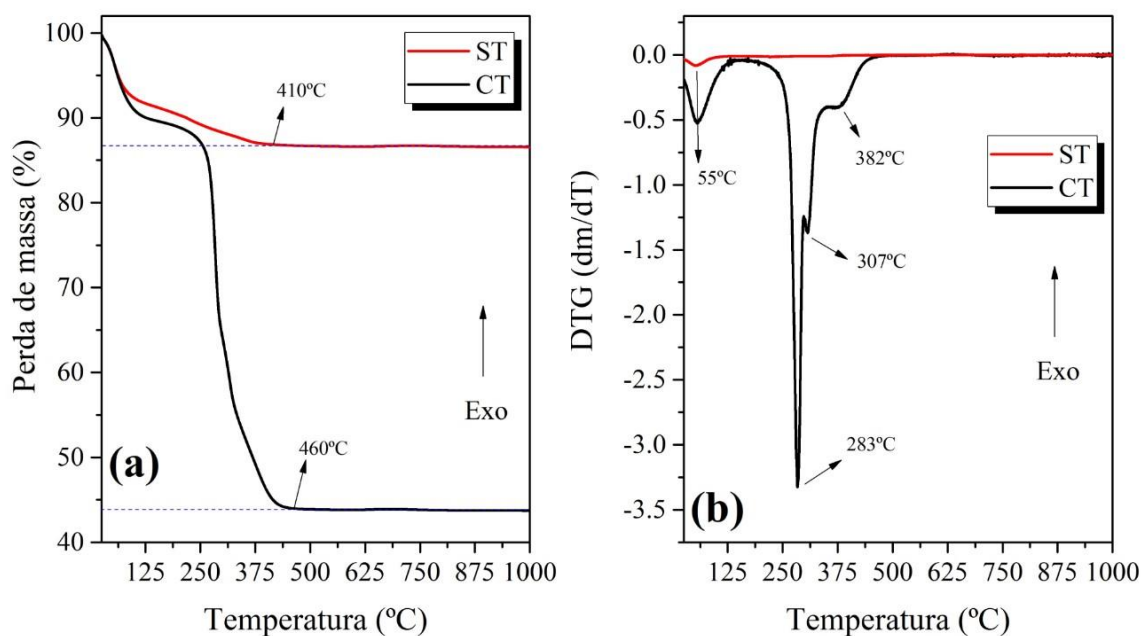 100
90
80
70
60
50
40
125
250
375
500
625
750
875
1000
Perda de massa (%)
Temperatura (ºC)
ST
CT
410ºC
460ºC
Exo
(a)
0.0
-0.5
-1.0
-1.5
-2.0
-2.5
-3.0
-3.5
125
250
375
500
625
750
875
1000
DTG (dm/dT)
Temperatura (ºC)
ST
CT
55ºC
382ºC
307ºC
283ºC
Exo
(b)